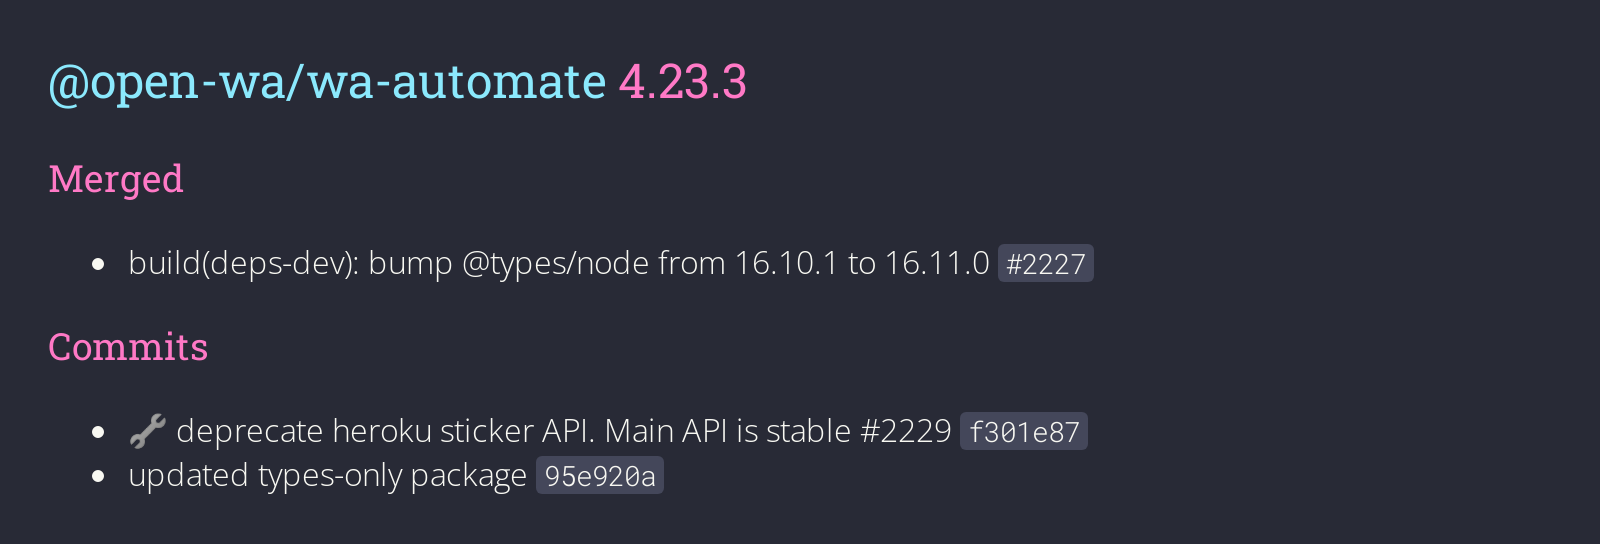 @open-wa/wa-automate 4.23.3
Merged
build(deps-dev): bump @types/node from 16.10.1 to 16.11.0 #2227
Commits
🔧 deprecate heroku sticker API. Main API is stable #2229 f301e87
updated types-only package 95e920a